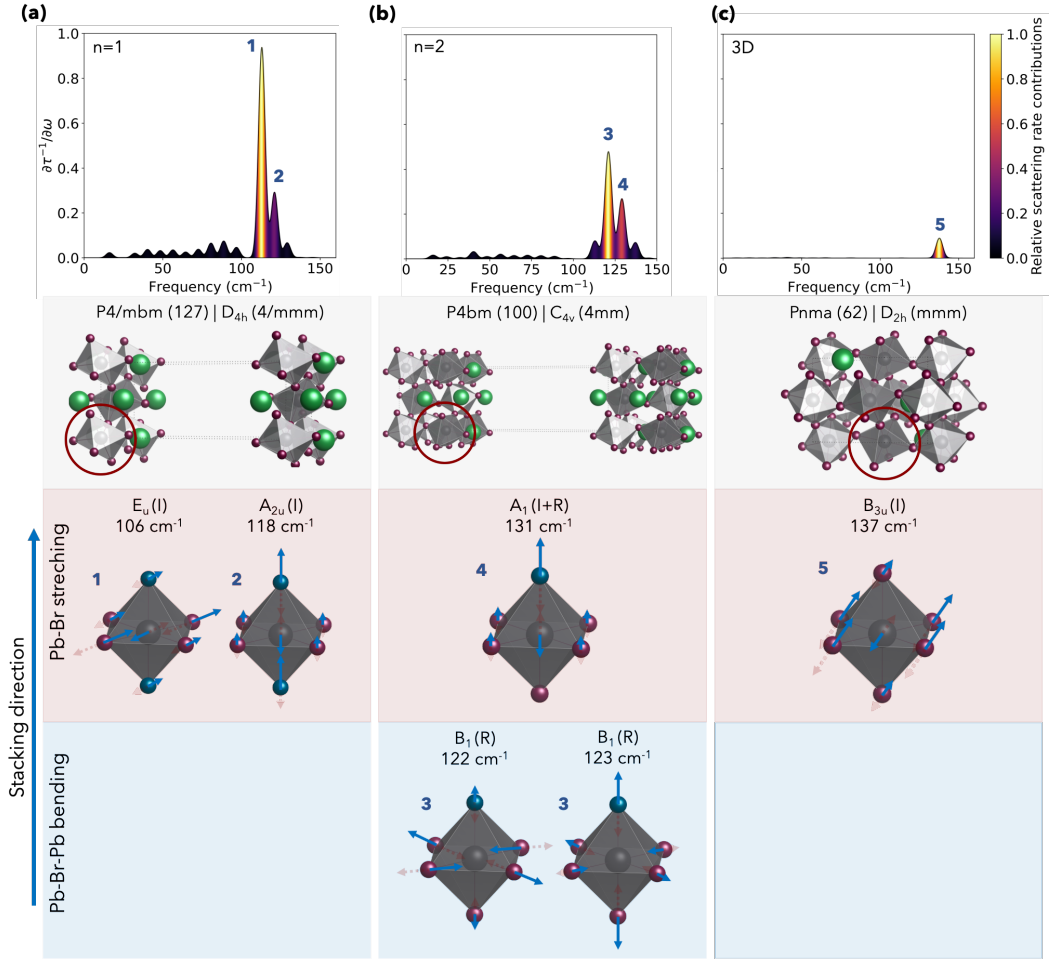 (a)
(b)
(c)
n=1
n=2
3D
∂τ⁻¹/∂ω
1.0
0.8
0.6
0.4
0.2
0.0
1
2
3
4
5
0 50 100 150
Frequency (cm⁻¹)
0 50 100 150
Frequency (cm⁻¹)
0 50 100 150
Frequency (cm⁻¹)
1.0
0.8
0.6
0.4
0.2
0.0
Relative scattering rate contributions
P4/mbm (127) | D₄ₕ (4/mmm)
P4bm (100) | C₄ᵥ (4mm)
Pnma (62) | D₂ₕ (mmm)
Stacking direction
Pb-Br streching
Eᵤ (I)
106 cm⁻¹
1
A₂ᵤ (I)
118 cm⁻¹
2
A₁ (I+R)
131 cm⁻¹
4
B₃ᵤ (I)
137 cm⁻¹
5
Pb-Br-Pb bending
B₁ (R)
122 cm⁻¹
3
B₁ (R)
123 cm⁻¹
3